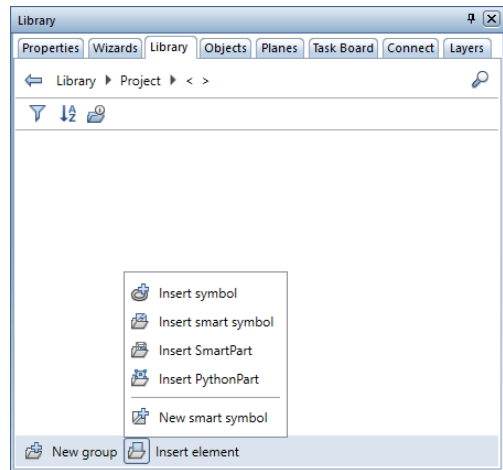 Library
Properties Wizards Library Objects Planes Task Board Connect Layers
Library Project < >
Insert symbol
Insert smart symbol
Insert SmartPart
Insert PythonPart
New smart symbol
New group Insert element